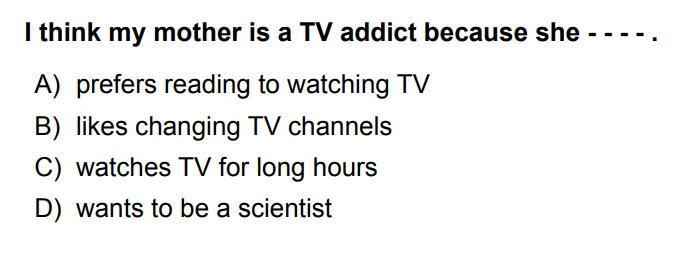 I think my mother is a TV addict because she - - - - .
A) prefers reading to watching TV
B) likes changing TV channels
C) watches TV for long hours
D) wants to be a scientist